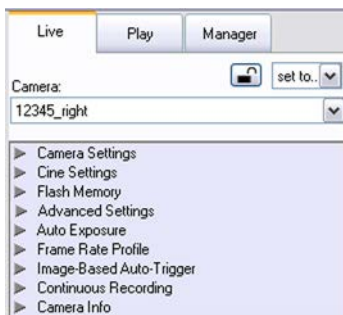 Live Play Manager
set to..
Camera:
12345_right
Camera Settings
Cine Settings
Flash Memory
Advanced Settings
Auto Exposure
Frame Rate Profile
Image-Based Auto-Trigger
Continuous Recording
Camera Info